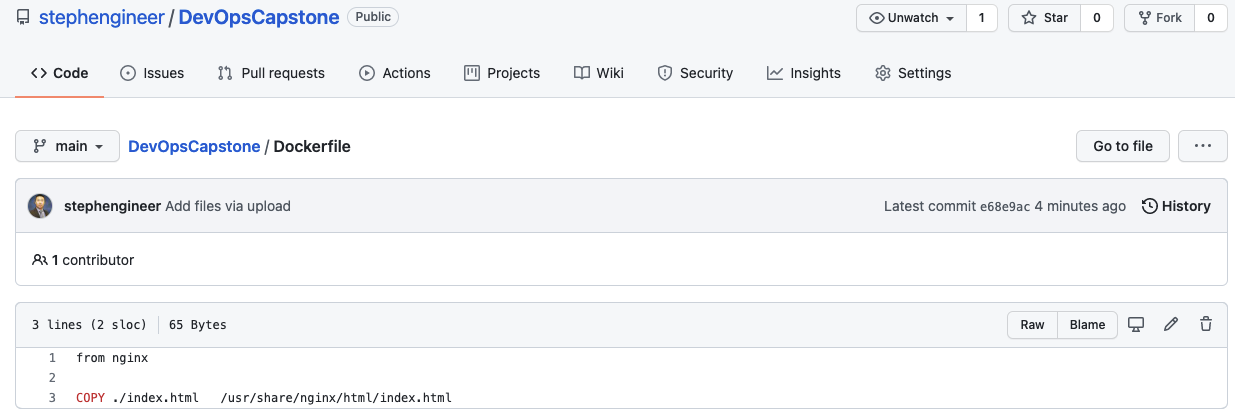 stephengineer / DevOpsCapstone Public Unwatch 1 Star 0 Fork 0
<> Code Issues Pull requests Actions Projects Wiki Security Insights Settings
main DevOpsCapstone / Dockerfile Go to file ...
stephengineer Add files via upload Latest commit e68e9ac 4 minutes ago History
1 contributor
3 lines (2 sloc) 65 Bytes Raw Blame
1 from nginx
2
3 COPY ./index.html   /usr/share/nginx/html/index.html